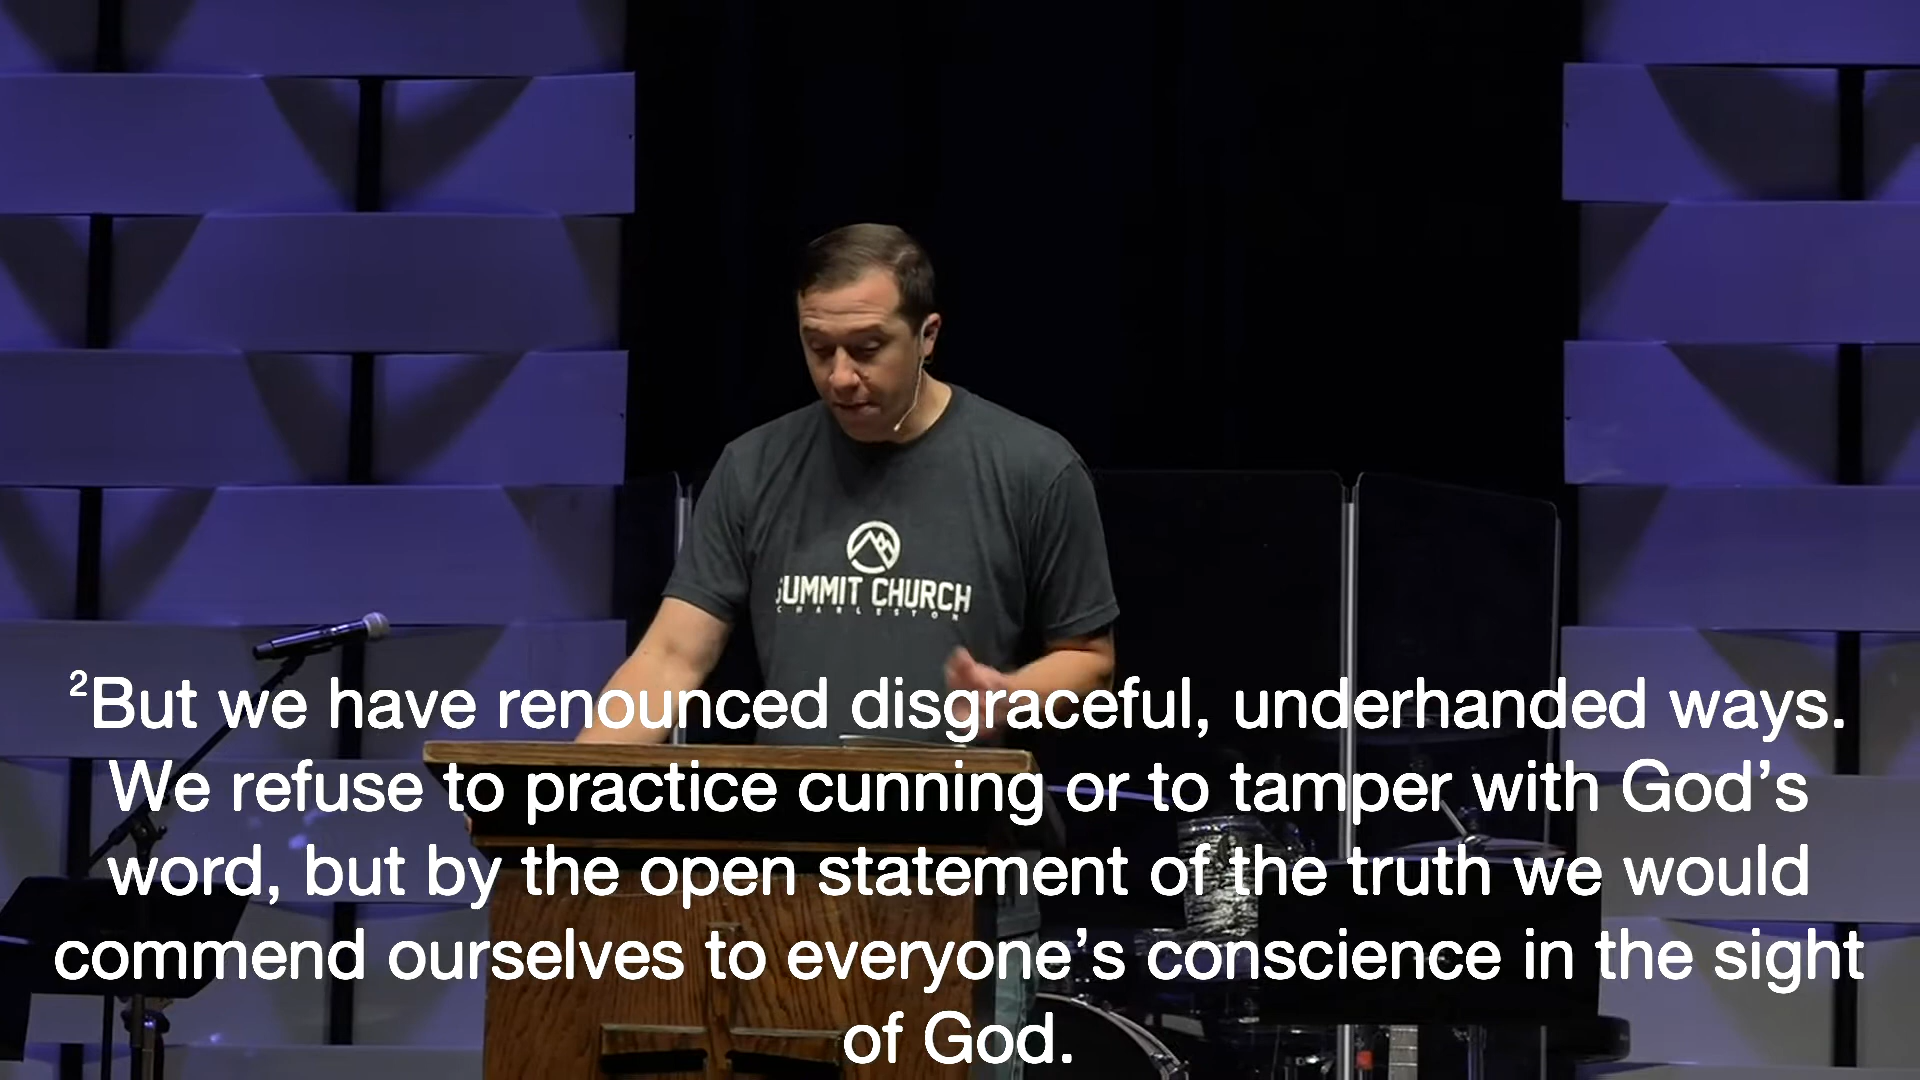 SUMMIT CHURCH
CHARLESTON
²But we have renounced disgraceful, underhanded ways.
We refuse to practice cunning or to tamper with God’s
word, but by the open statement of the truth we would
commend ourselves to everyone’s conscience in the sight
of God.